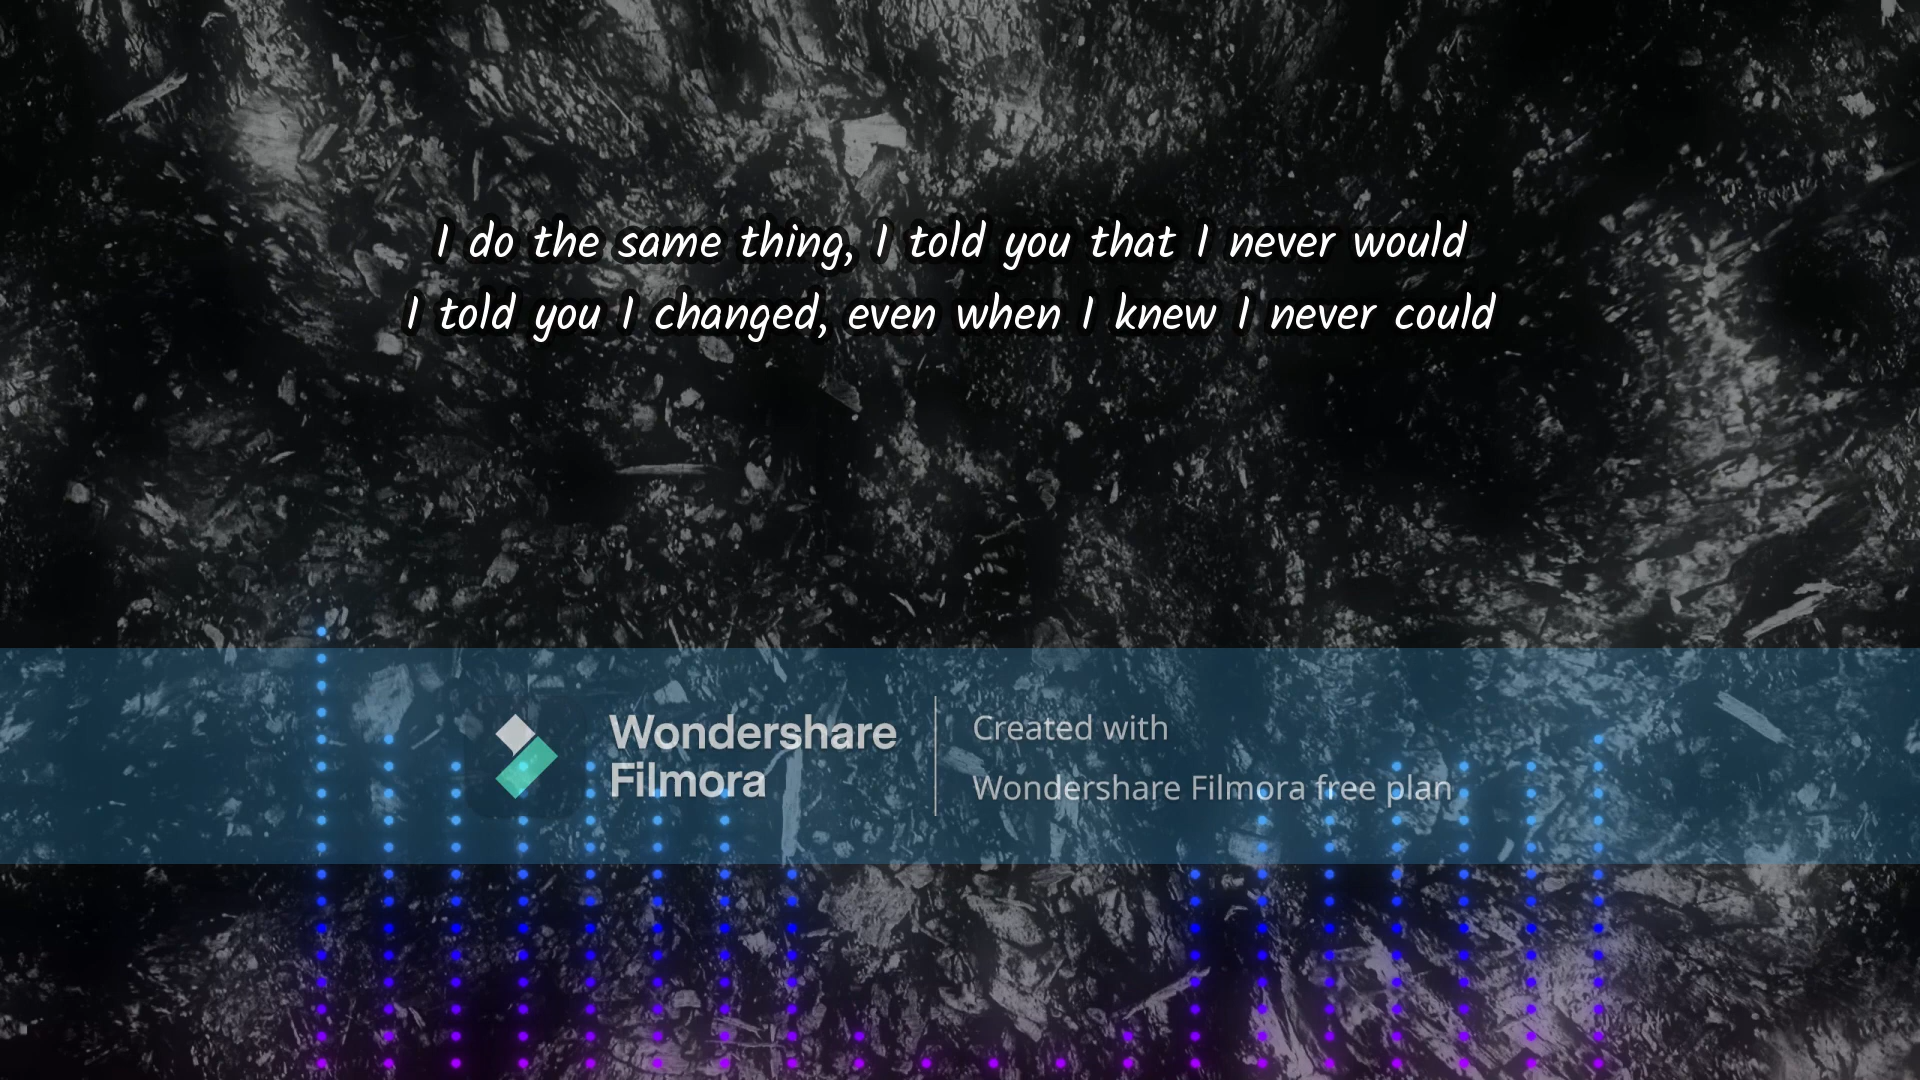 I do the same thing, I told you that I never would
I told you I changed, even when I knew I never could
Wondershare
Filmora
Created with
Wondershare Filmora free plan